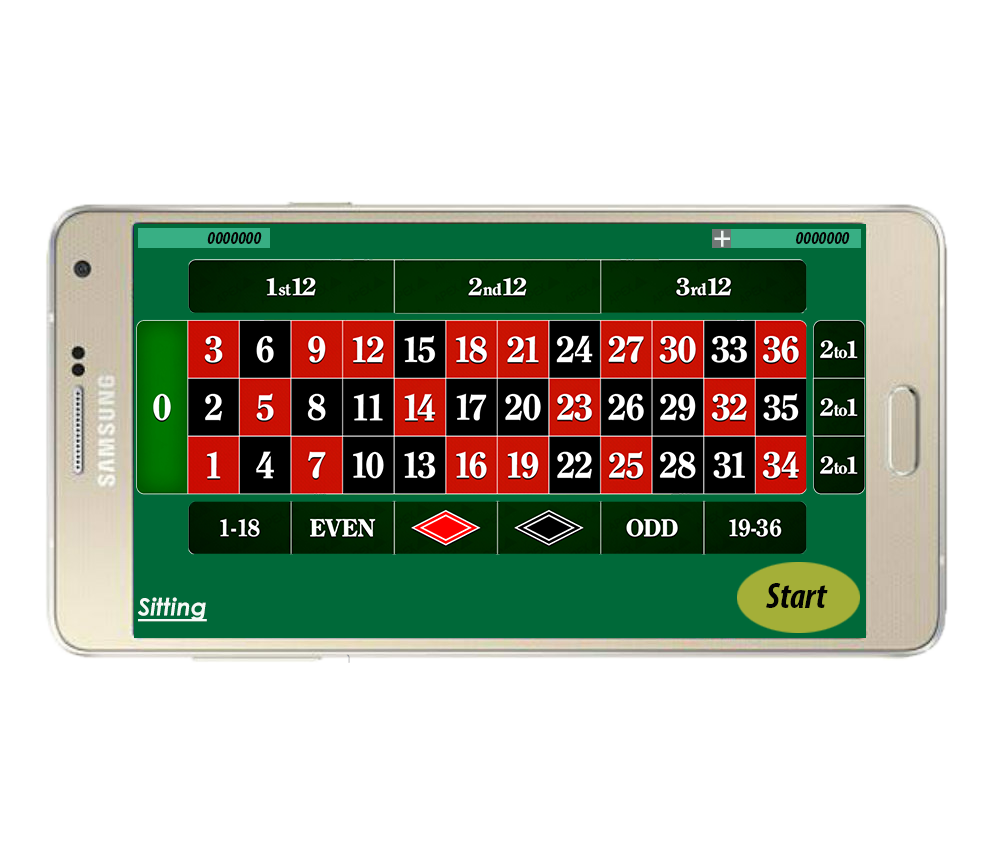 0000000 + 0000000
1st12 2nd12 3rd12
3 6 9 12 15 18 21 24 27 30 33 36 2to1
0 2 5 8 11 14 17 20 23 26 29 32 35 2to1
1 4 7 10 13 16 19 22 25 28 31 34 2to1
1-18 EVEN ODD 19-36
Sitting Start
SAMSUNG